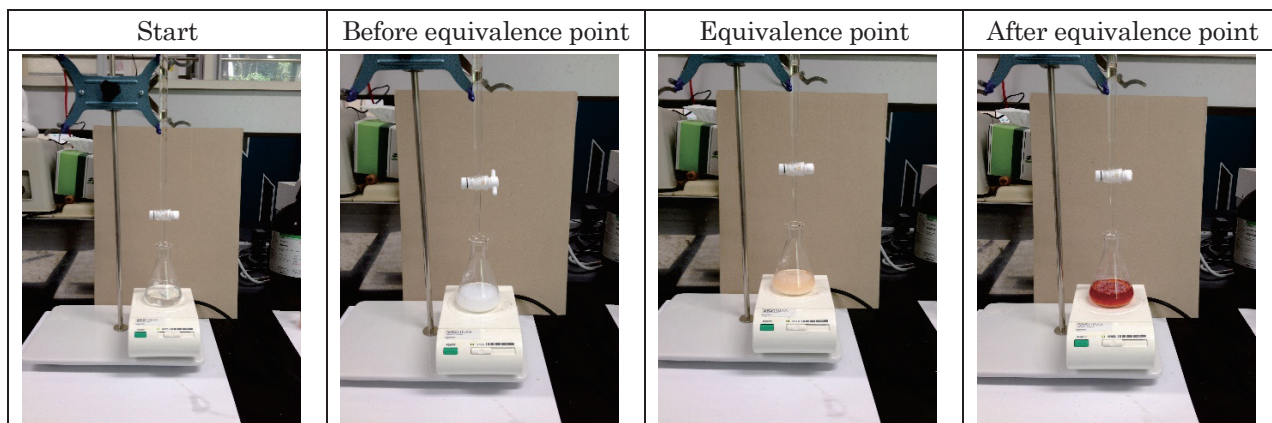 Start
Before equivalence point
Equivalence point
After equivalence point